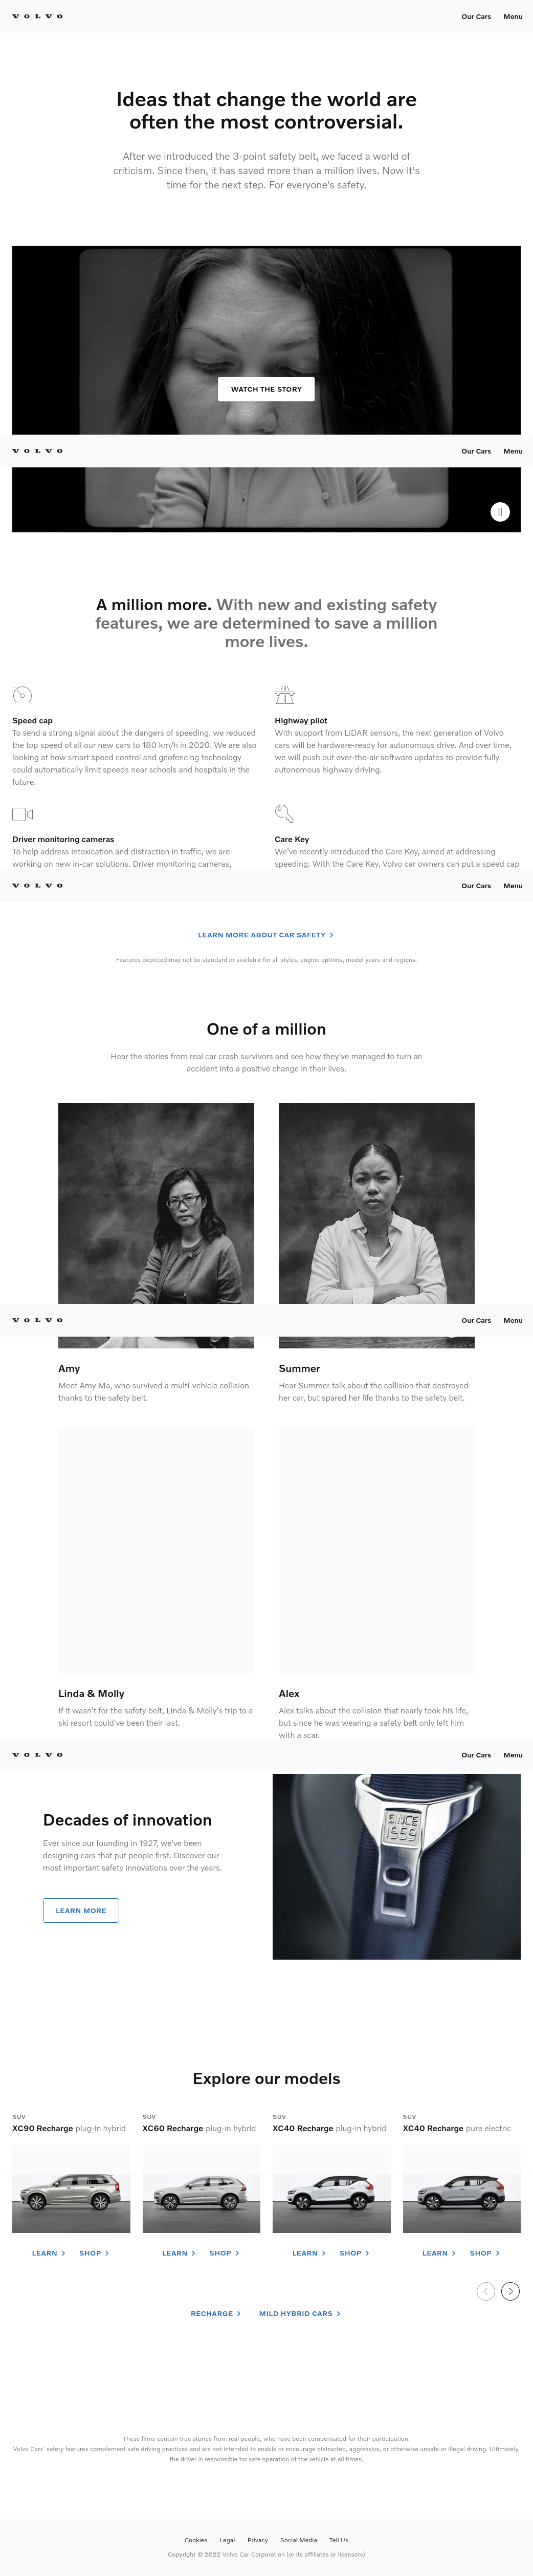 VOLVO
Our Cars Menu
Ideas that change the world are
often the most controversial.
After we introduced the 3-point safety belt, we faced a world of
criticism. Since then, it has saved more than a million lives. Now it's
time for the next step. For everyone's safety.
WATCH THE STORY
VOLVO
Our Cars Menu
A million more. With new and existing safety
features, we are determined to save a million
more lives.
Speed cap
To send a strong signal about the dangers of speeding, we reduced
the top speed of all our new cars to 180 km/h in 2020. We are also
looking at how smart speed control and geofencing technology
could automatically limit speeds near schools and hospitals in the
future.
Highway pilot
With support from LiDAR sensors, the next generation of Volvo
cars will be hardware-ready for autonomous drive. And over time,
we will push out over-the-air software updates to provide fully
autonomous highway driving.
Driver monitoring cameras
To help address intoxication and distraction in traffic, we are
working on new in-car solutions. Driver monitoring cameras,
Care Key
We've recently introduced the Care Key, aimed at addressing
speeding. With the Care Key, Volvo car owners can put a speed cap
VOLVO
Our Cars Menu
LEARN MORE ABOUT CAR SAFETY
Features depicted may not be standard or available for all styles, engine options, model years and regions.
One of a million
Hear the stories from real car crash survivors and see how they've managed to turn an
accident into a positive change in their lives.
VOLVO
Our Cars Menu
Amy
Meet Amy Ma, who survived a multi-vehicle collision
thanks to the safety belt.
Summer
Hear Summer talk about the collision that destroyed
her car, but spared her life thanks to the safety belt.
Linda & Molly
If it wasn't for the safety belt, Linda & Molly's trip to a
ski resort could've been their last.
Alex
Alex talks about the collision that nearly took his life,
but since he was wearing a safety belt only left him
with a scar.
VOLVO
Our Cars Menu
Decades of innovation
Ever since our founding in 1927, we've been
designing cars that put people first. Discover our
most important safety innovations over the years.
LEARN MORE
SINCE
1959
Explore our models
SUV
XC90 Recharge plug-in hybrid
LEARN SHOP
SUV
XC60 Recharge plug-in hybrid
LEARN SHOP
SUV
XC40 Recharge plug-in hybrid
LEARN SHOP
SUV
XC40 Recharge pure electric
LEARN SHOP
RECHARGE MILD HYBRID CARS
These films contain true stories from real people, who have been compensated for their participation.
Volvo Cars' safety features complement safe driving practices and are not intended to enable or encourage distracted, aggressive, or otherwise unsafe or illegal driving. Ultimately,
the driver is responsible for safe operation of the vehicle at all times.
Cookies Legal Privacy Social Media Tell Us
Copyright © 2022 Volvo Car Corporation (or its affiliates or licensors)